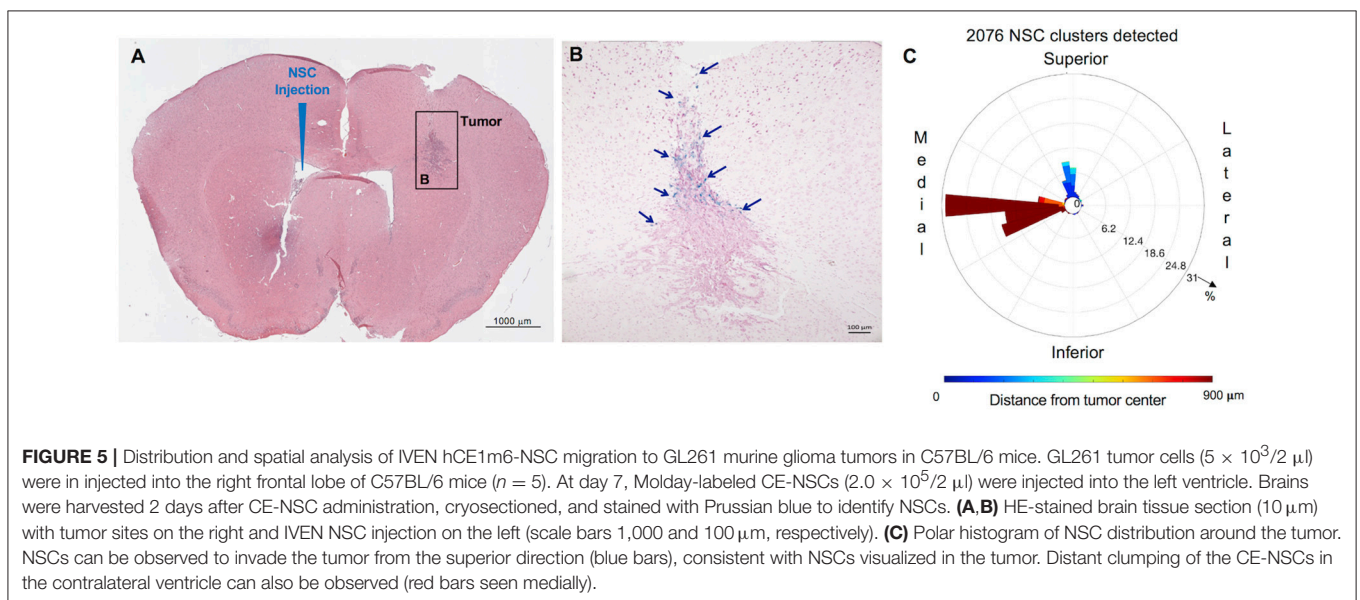 A
NSC
Injection
Tumor
B
1000 μm
B
100 μm
C
2076 NSC clusters detected
Superior
Medial
Lateral
0
6.2
12.4
18.6
24.8
31
%
Inferior
0
Distance from tumor center
900 μm
FIGURE 5 | Distribution and spatial analysis of IVEN hCE1m6-NSC migration to GL261 murine glioma tumors in C57BL/6 mice. GL261 tumor cells (5 × 10³/2 μl)
were in injected into the right frontal lobe of C57BL/6 mice (n = 5). At day 7, Molday-labeled CE-NSCs (2.0 × 10⁵/2 μl) were injected into the left ventricle. Brains
were harvested 2 days after CE-NSC administration, cryosectioned, and stained with Prussian blue to identify NSCs. (A,B) HE-stained brain tissue section (10 μm)
with tumor sites on the right and IVEN NSC injection on the left (scale bars 1,000 and 100 μm, respectively). (C) Polar histogram of NSC distribution around the tumor.
NSCs can be observed to invade the tumor from the superior direction (blue bars), consistent with NSCs visualized in the tumor. Distant clumping of the CE-NSCs in
the contralateral ventricle can also be observed (red bars seen medially).